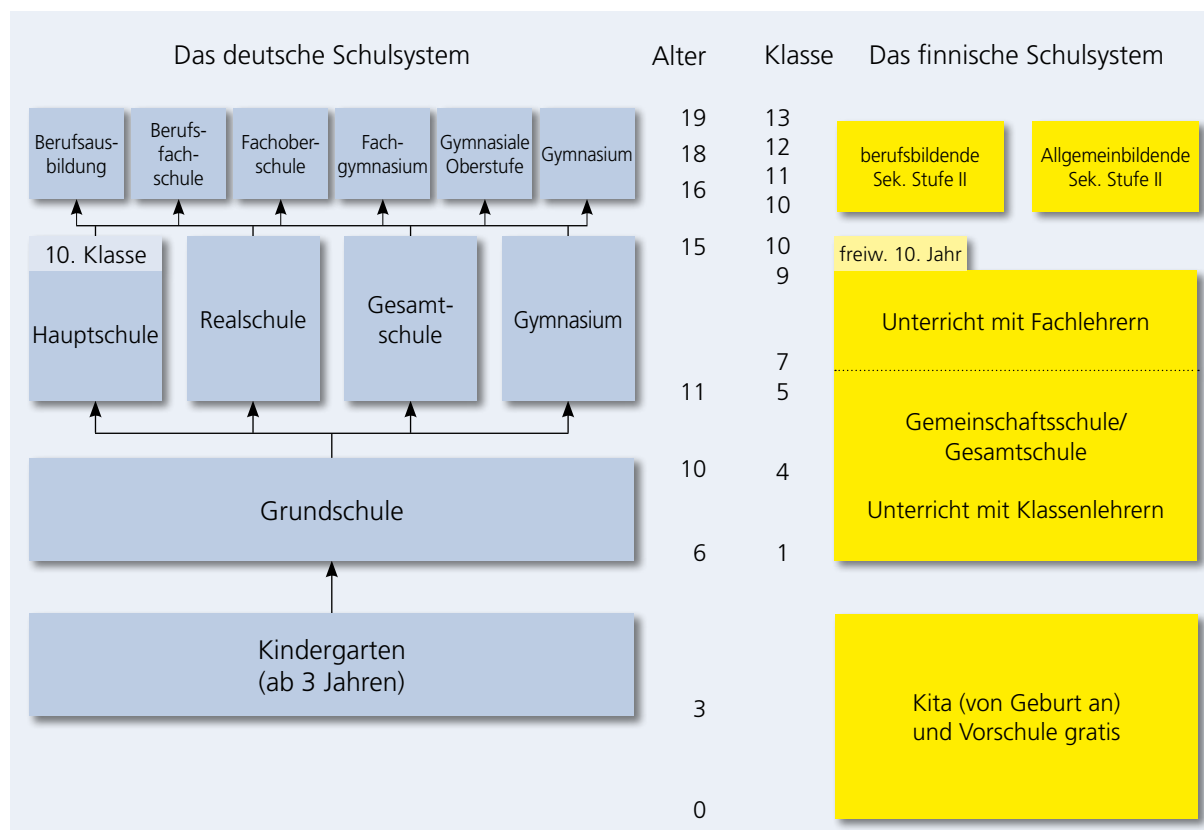 Das deutsche Schulsystem
Alter
Klasse
Das finnische Schulsystem
Berufsaus-
bildung
Berufs-
fach-
schule
Fachober-
schule
Fach-
gymnasium
Gymnasiale
Oberstufe
Gymnasium
19
18
16
13
12
11
10
berufsbildende
Sek. Stufe II
Allgemeinbildende
Sek. Stufe II
10. Klasse
Hauptschule
Realschule
Gesamt-
schule
Gymnasium
15
11
10
9
7
5
freiw. 10. Jahr
Unterricht mit Fachlehrern
Gemeinschaftsschule/
Gesamtschule
Unterricht mit Klassenlehrern
Grundschule
10
6
4
1
Kindergarten
(ab 3 Jahren)
3
0
Kita (von Geburt an)
und Vorschule gratis